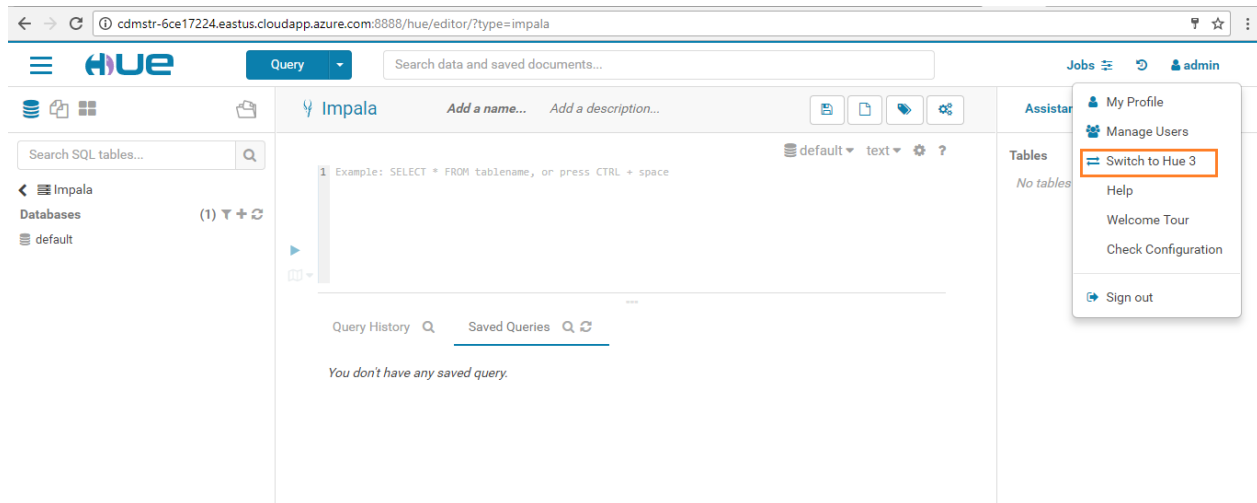 cdmstr-6ce17224.eastus.cloudapp.azure.com:8888/hue/editor/?type=impala
HUE Query Search data and saved documents... Jobs admin
Impala Add a name... Add a description... Assistan
My Profile
Manage Users
Switch to Hue 3
Help
Welcome Tour
Check Configuration
Sign out
Search SQL tables... default text ? Tables
1 Example: SELECT * FROM tablename, or press CTRL + space No tables
Impala
Databases (1)
default
Query History Saved Queries
You don't have any saved query.